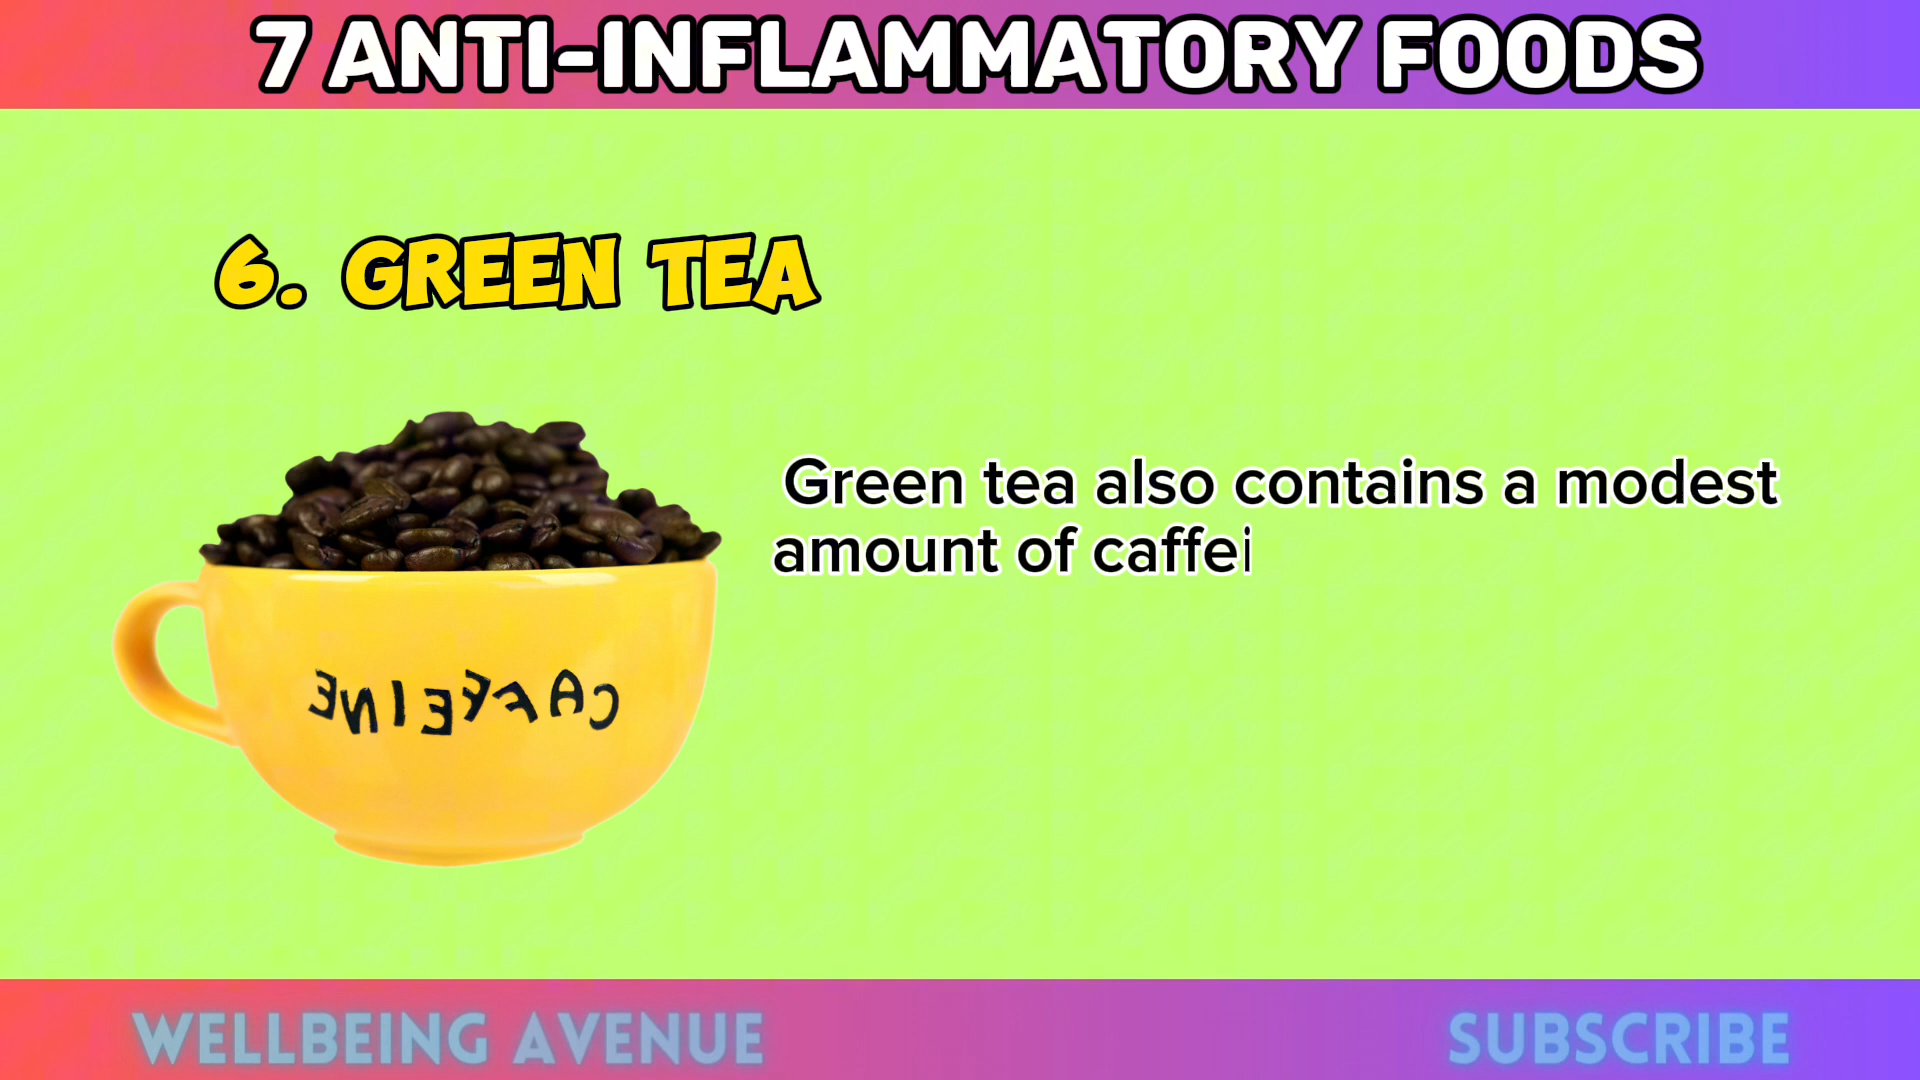 7 ANTI-INFLAMMATORY FOODS
6. GREEN TEA
Green tea also contains a modest
amount of caffei
CAFFEINE
WELLBEING AVENUE
SUBSCRIBE